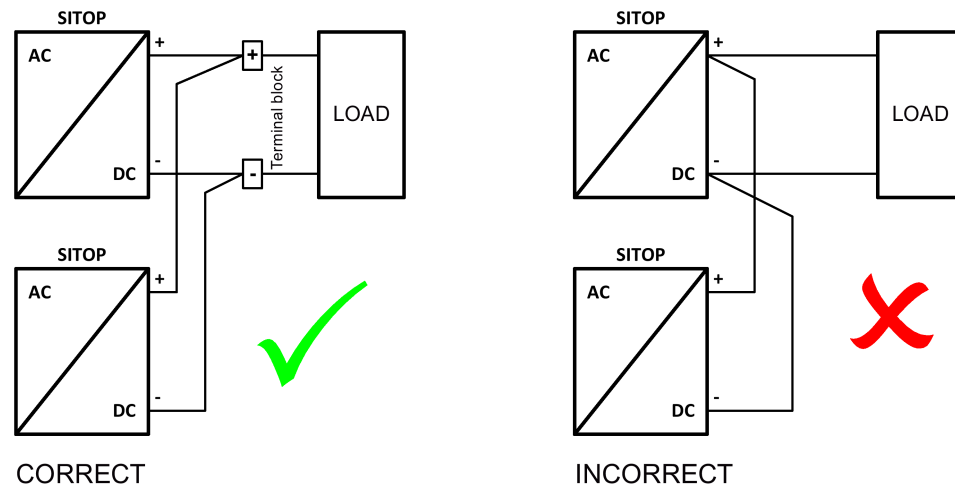 SITOP
AC
+
-
DC
+
-
Terminal block
LOAD
SITOP
AC
+
-
DC
CORRECT
SITOP
AC
+
-
DC
LOAD
SITOP
AC
+
-
DC
INCORRECT